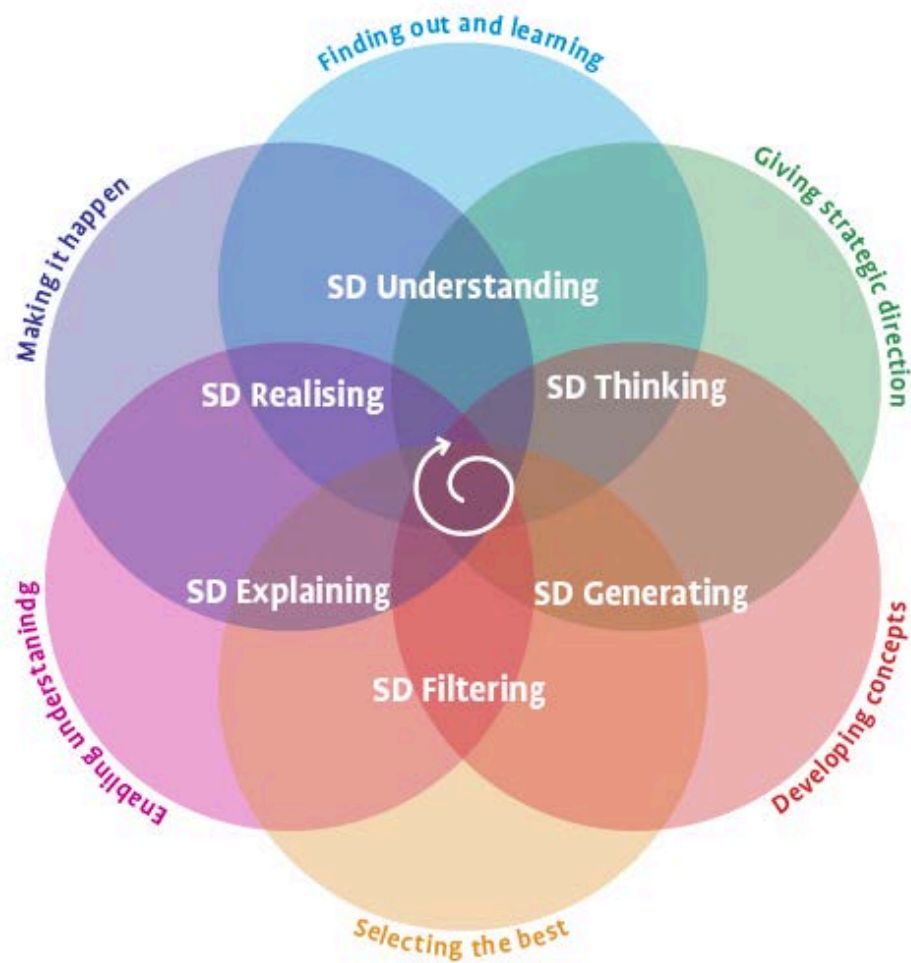 Finding out and learning
Giving strategic direction
Making it happen
SD Understanding
SD Realising
SD Thinking
SD Explaining
SD Generating
SD Filtering
Enabling understanindg
Developing concepts
Selecting the best